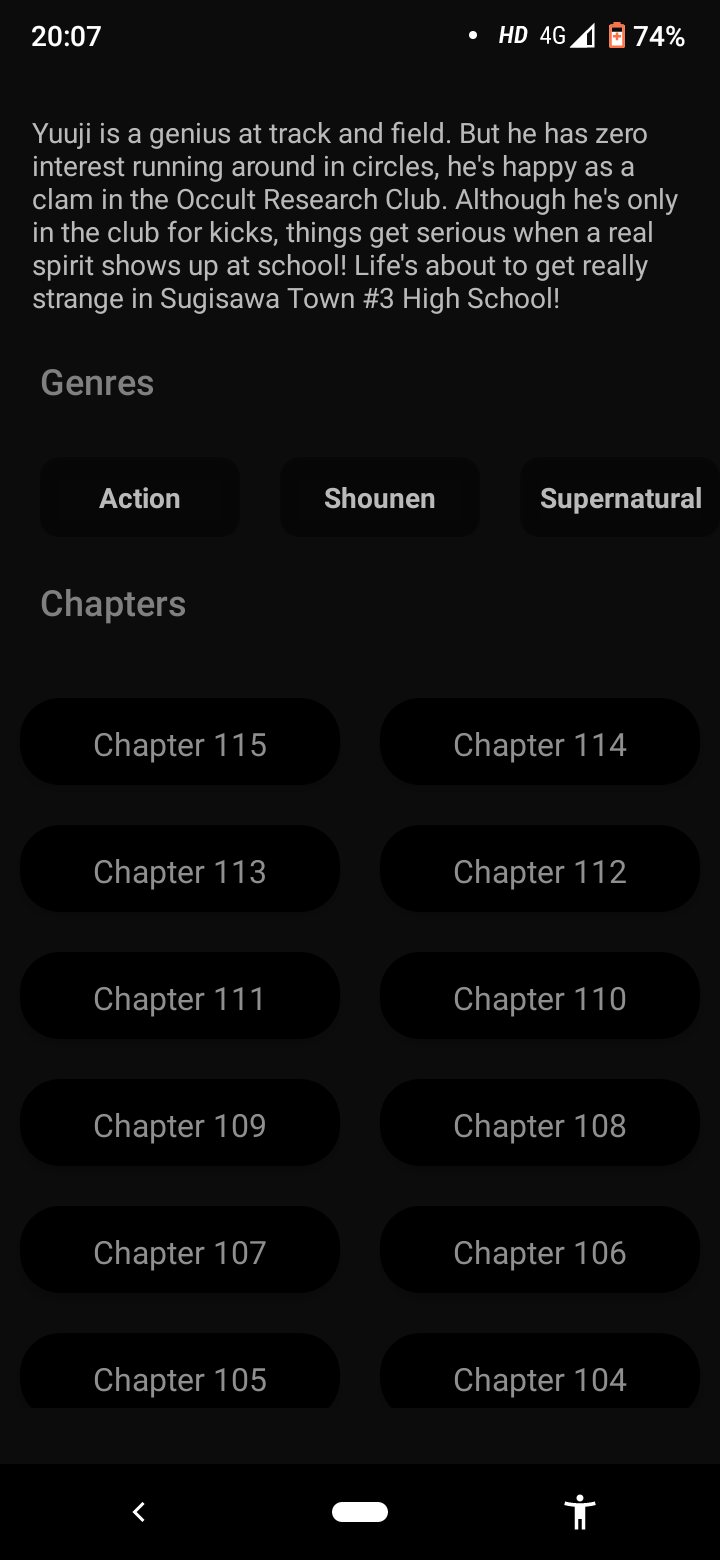 20:07 HD 4G 74%
Yuuji is a genius at track and field. But he has zero
interest running around in circles, he's happy as a
clam in the Occult Research Club. Although he's only
in the club for kicks, things get serious when a real
spirit shows up at school! Life's about to get really
strange in Sugisawa Town #3 High School!
Genres
Action Shounen Supernatural
Chapters
Chapter 115 Chapter 114
Chapter 113 Chapter 112
Chapter 111 Chapter 110
Chapter 109 Chapter 108
Chapter 107 Chapter 106
Chapter 105 Chapter 104